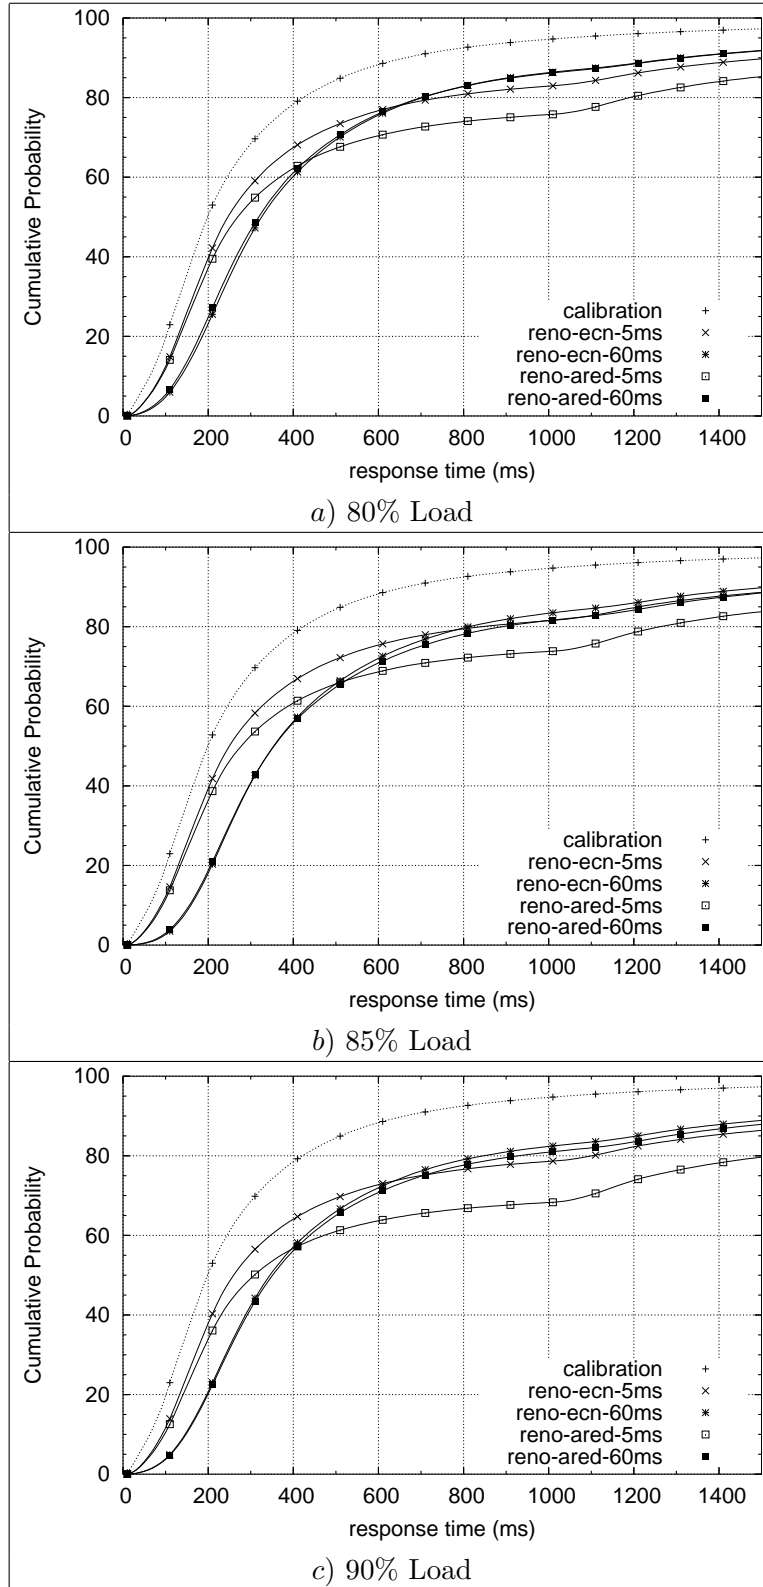 100
80
60
40
20
0
Cumulative Probability
calibration
reno-ecn-5ms
reno-ecn-60ms
reno-ared-5ms
reno-ared-60ms
0 200 400 600 800 1000 1200 1400
response time (ms)
a) 80% Load
100
80
60
40
20
0
Cumulative Probability
calibration
reno-ecn-5ms
reno-ecn-60ms
reno-ared-5ms
reno-ared-60ms
0 200 400 600 800 1000 1200 1400
response time (ms)
b) 85% Load
100
80
60
40
20
0
Cumulative Probability
calibration
reno-ecn-5ms
reno-ecn-60ms
reno-ared-5ms
reno-ared-60ms
0 200 400 600 800 1000 1200 1400
response time (ms)
c) 90% Load